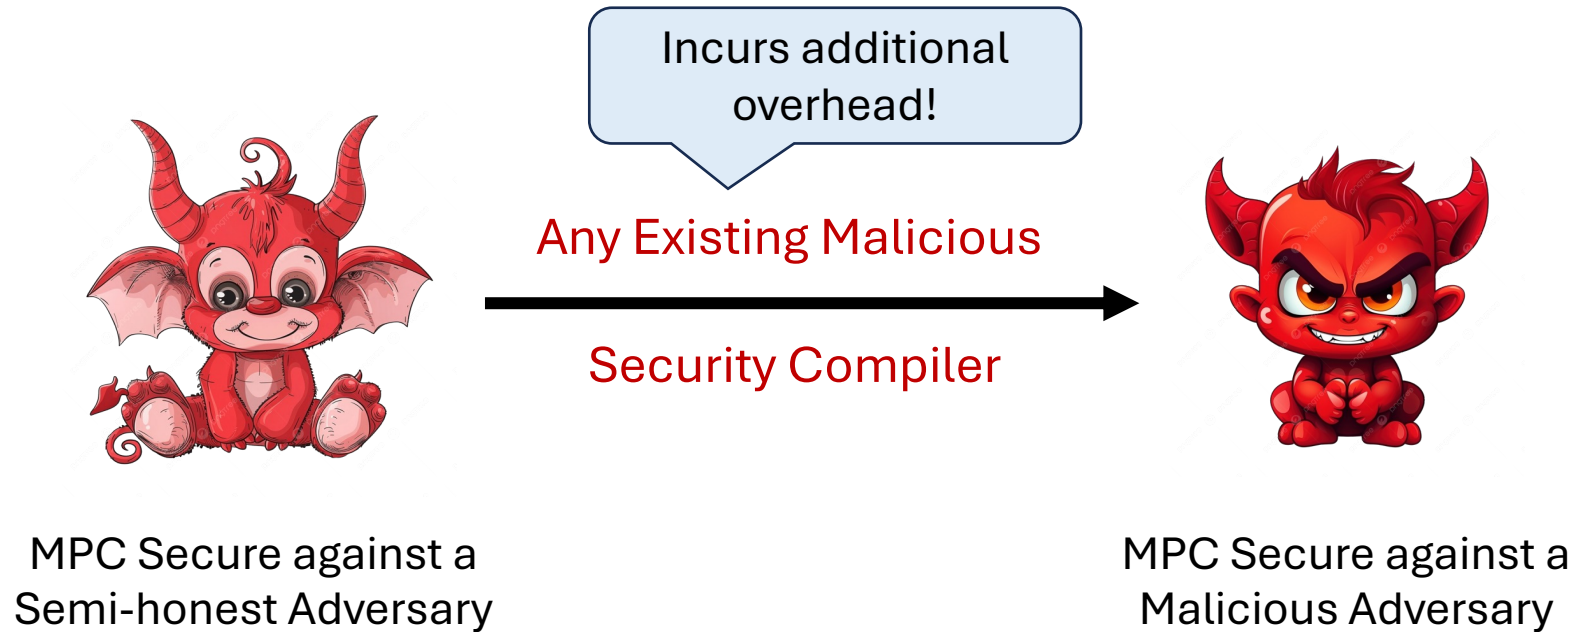 Incurs additional
overhead!
Any Existing Malicious
Security Compiler
MPC Secure against a
Semi-honest Adversary
MPC Secure against a
Malicious Adversary